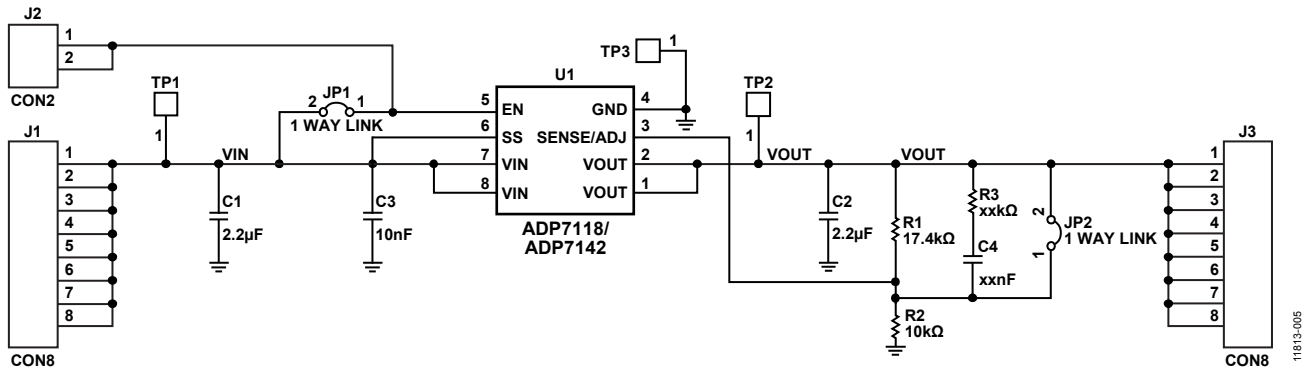 J2
1
2
CON2
J1
1
2
3
4
5
6
7
8
CON8
TP1
1
VIN
C1
2.2µF
2 JP1 1
1 WAY LINK
C3
10nF
U1
5 EN
6 SS
7 VIN
8 VIN
GND 4
SENSE/ADJ 3
VOUT 2
VOUT 1
ADP7118/
ADP7142
TP3 1
TP2
1
VOUT
C2
2.2µF
VOUT
R1
17.4kΩ
R2
10kΩ
R3
xxkΩ
C4
xxnF
2
JP2
1 WAY LINK
1
J3
1
2
3
4
5
6
7
8
CON8
11813-005